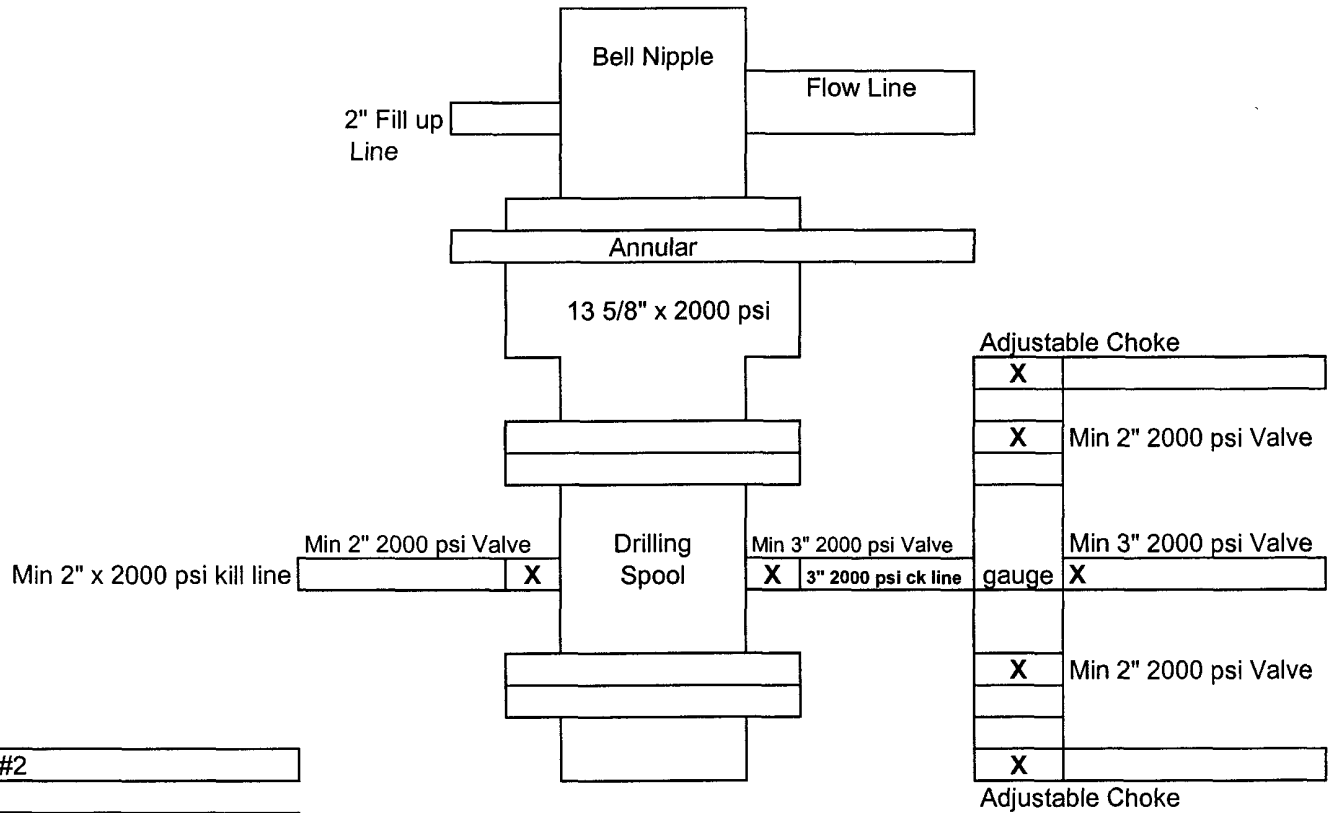 Bell Nipple
Flow Line
2" Fill up
Line
Annular
13 5/8" x 2000 psi
Adjustable Choke
X
X Min 2" 2000 psi Valve
Min 2" 2000 psi Valve
Drilling
Min 3" 2000 psi Valve
Min 3" 2000 psi Valve
Min 2" x 2000 psi kill line
X
Spool
X
3" 2000 psi ck line
gauge
X
X Min 2" 2000 psi Valve
#2
X
Adjustable Choke